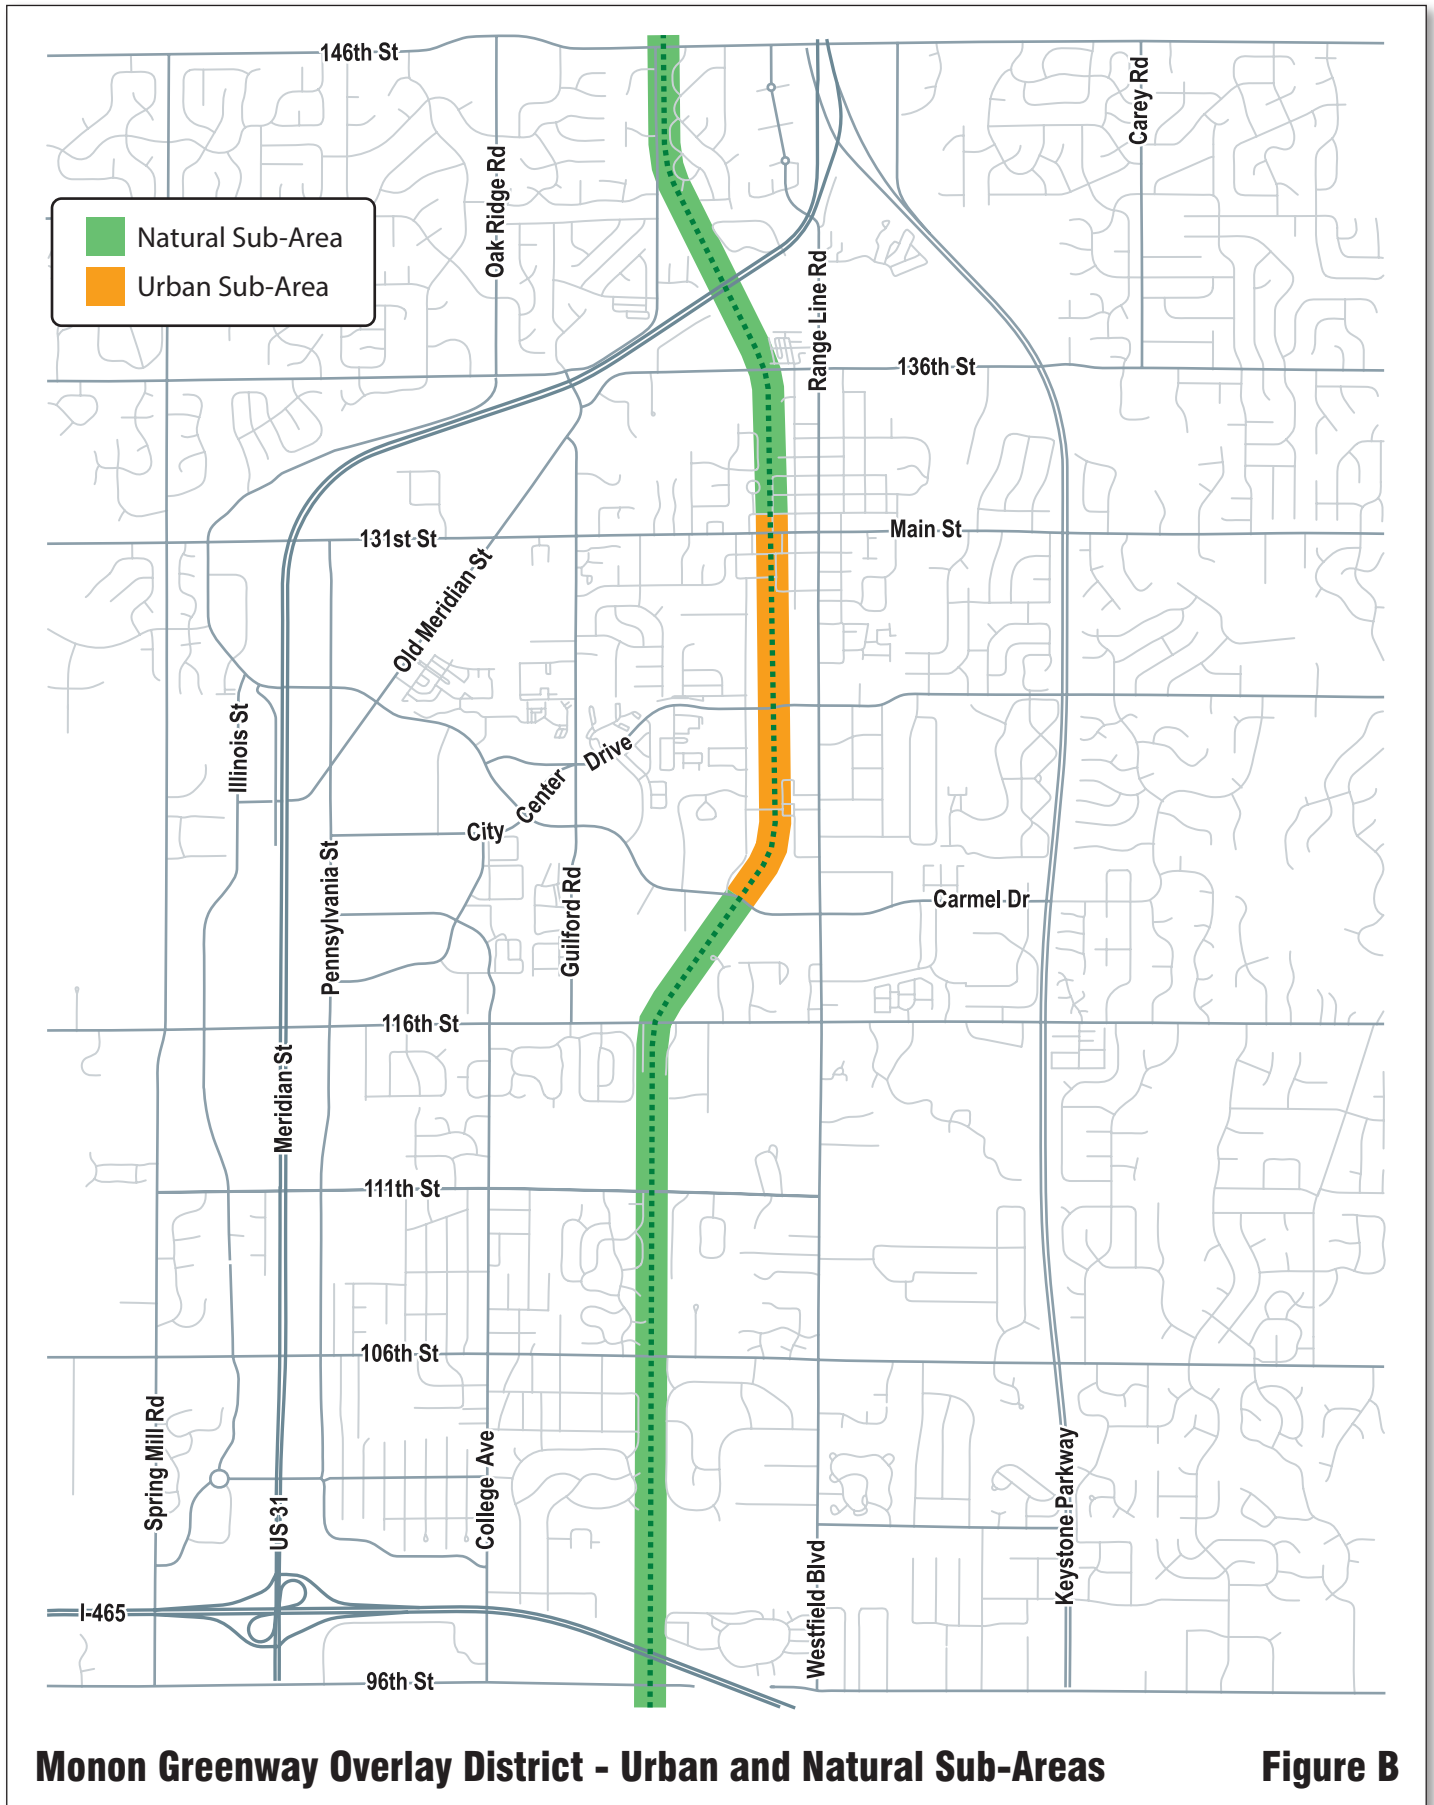 146th St
Carey Rd
Oak Ridge Rd
Natural Sub-Area
Urban Sub-Area
Range Line Rd
136th St
Main St
131st St
Old Meridian St
Illinois St
City Center Drive
Pennsylvania St
Guilford Rd
Carmel Dr
116th St
Meridian St
111th St
106th St
Spring Mill Rd
US 31
College Ave
Keystone Parkway
Westfield Blvd
I-465
96th St
Monon Greenway Overlay District - Urban and Natural Sub-Areas
Figure B